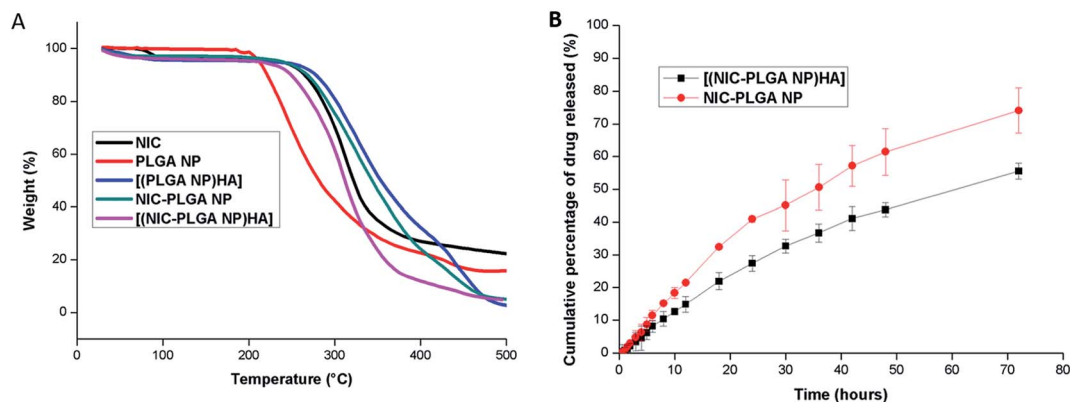 A
100
80
60
40
20
0
Weight (%)
NIC
PLGA NP
[(PLGA NP)HA]
NIC-PLGA NP
[(NIC-PLGA NP)HA]
0
100
200
300
400
500
Temperature (°C)
B
100
90
80
70
60
50
40
30
20
10
0
Cumulative percentage of drug released (%)
[(NIC-PLGA NP)HA]
NIC-PLGA NP
0
10
20
30
40
50
60
70
80
Time (hours)